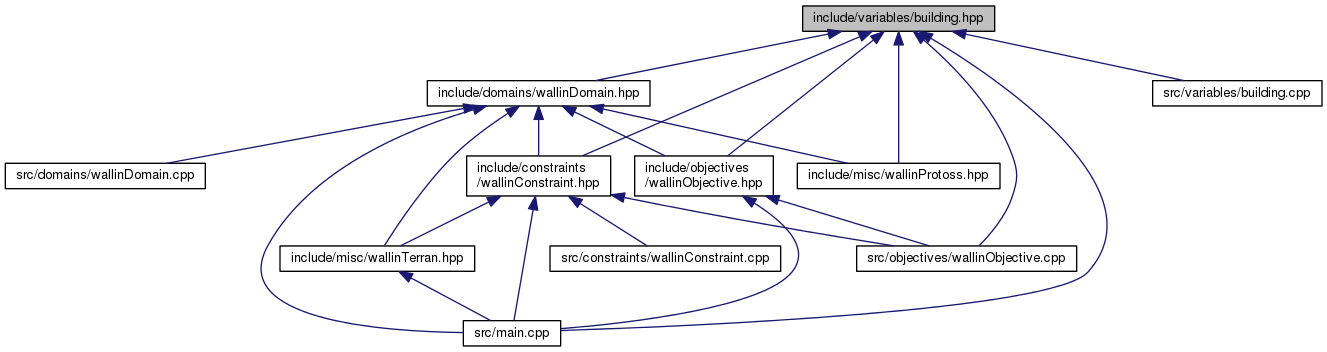 include/variables/building.hpp
include/domains/wallinDomain.hpp
src/variables/building.cpp
src/domains/wallinDomain.cpp
include/constraints
/wallinConstraint.hpp
include/objectives
/wallinObjective.hpp
include/misc/wallinProtoss.hpp
include/misc/wallinTerran.hpp
src/constraints/wallinConstraint.cpp
src/objectives/wallinObjective.cpp
src/main.cpp